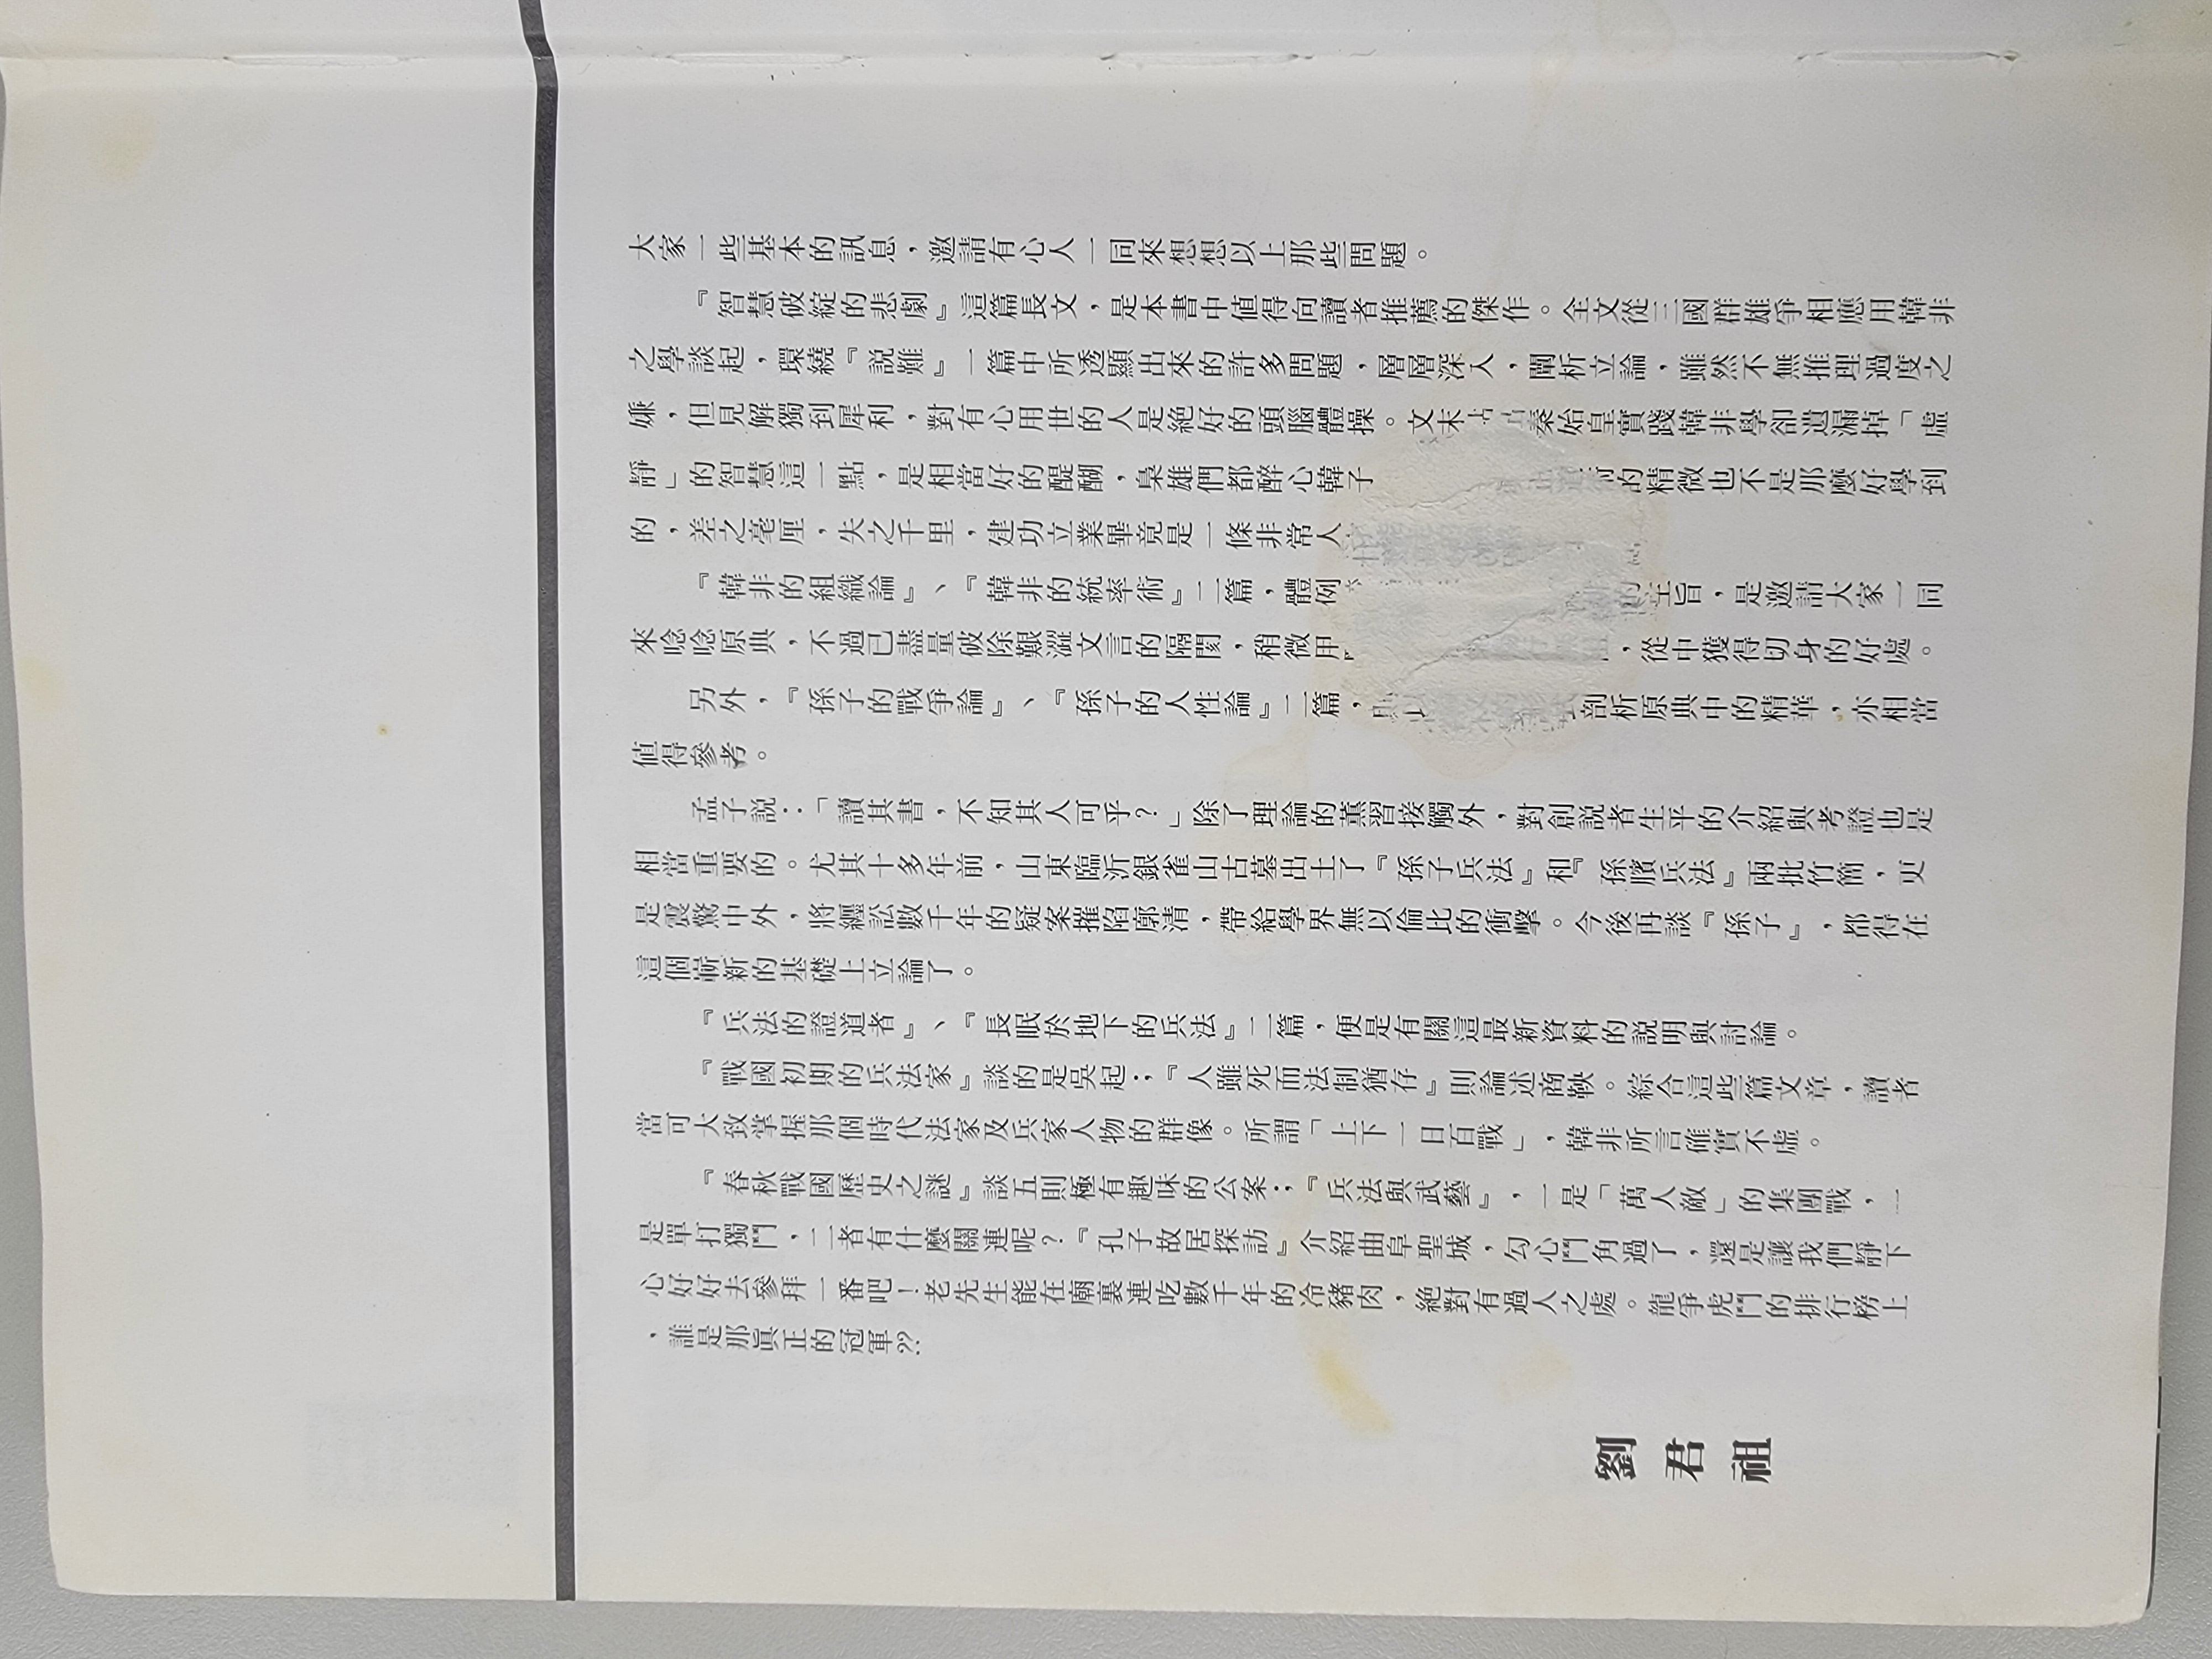 大家一些基本的訊息，邀請有心人一同來想想以上那些問題。
『智慧破綻的悲劇』這篇長文，是本書中値得向讀者推薦的傑作。全文從三國群雄爭相應用韓非
之學談起，環繞『說難』一篇中所透顯出來的許多問題，層層深入，闡析立論，雖然不無推理過度之
嫌，但見解獨到犀利，對有心用世的人是絕好的頭腦體操。文末秦始皇實踐韓非學卻遺漏掉「虛
靜」的智慧這一點，是相當好的醍醐，梟雄們都醉心韓子的精微也不是那麼好學到
的，差之毫厘，失之千里，建功立業畢竟是一條非常人
『韓非的組織論』、『韓非的統率術』二篇，體例主旨，是邀請大家一同
來唸唸原典，不過已盡量破除艱澀文言的隔閡，稍微甲，從中獲得切身的好處。
另外，『孫子的戰爭論』、『孫子的人性論』二篇，剖析原典中的精華，亦相當
値得參考。
孟子說：「讀其書，不知其人可乎？」除了理論的薰習接觸外，對創說者生平的介紹與考證也是
相當重要的。尤其十多年前，山東臨沂銀雀山古墓出土了『孫子兵法』和『孫臏兵法』兩批竹簡，更
是震驚中外，將纒訟數千年的疑案摧陷廓清，帶給學界無以倫比的衝擊。今後再談『孫子』，都得在
這個嶄新的基礎上立論了。
『兵法的證道者』、『長眠於地下的兵法』二篇，便是有關這最新資料的說明與討論。
『戰國初期的兵法家』談的是吳起；『人雖死而法制猶存』則論述商鞅。綜合這些篇文章，讀者
當可大致掌握那個時代法家及兵家人物的群像。所謂「上下一日百戰」，韓非所言確實不虛。
『春秋戰國歷史之謎』談五則極有趣味的公案；『兵法與武藝』，一是「萬人敵」的集團戰，一
是單打獨鬥，二者有什麼關連呢？『孔子故居探訪』介紹曲阜聖城，勾心鬥角過了，還是讓我們靜下
心好好去參拜一番吧！老先生能在廟裏連吃數千年的冷豬肉，絕對有過人之處。龍爭虎鬥的排行榜上
，誰是那眞正的冠軍??
劉君祖